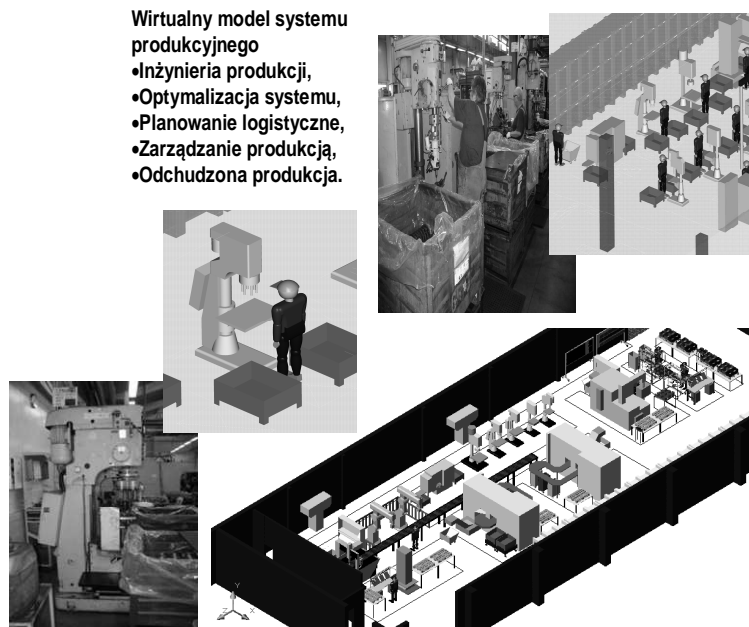 Wirtualny model systemu
produkcyjnego
•Inżynieria produkcji,
•Optymalizacja systemu,
•Planowanie logistyczne,
•Zarządzanie produkcją,
•Odchudzona produkcja.
Y
Z X